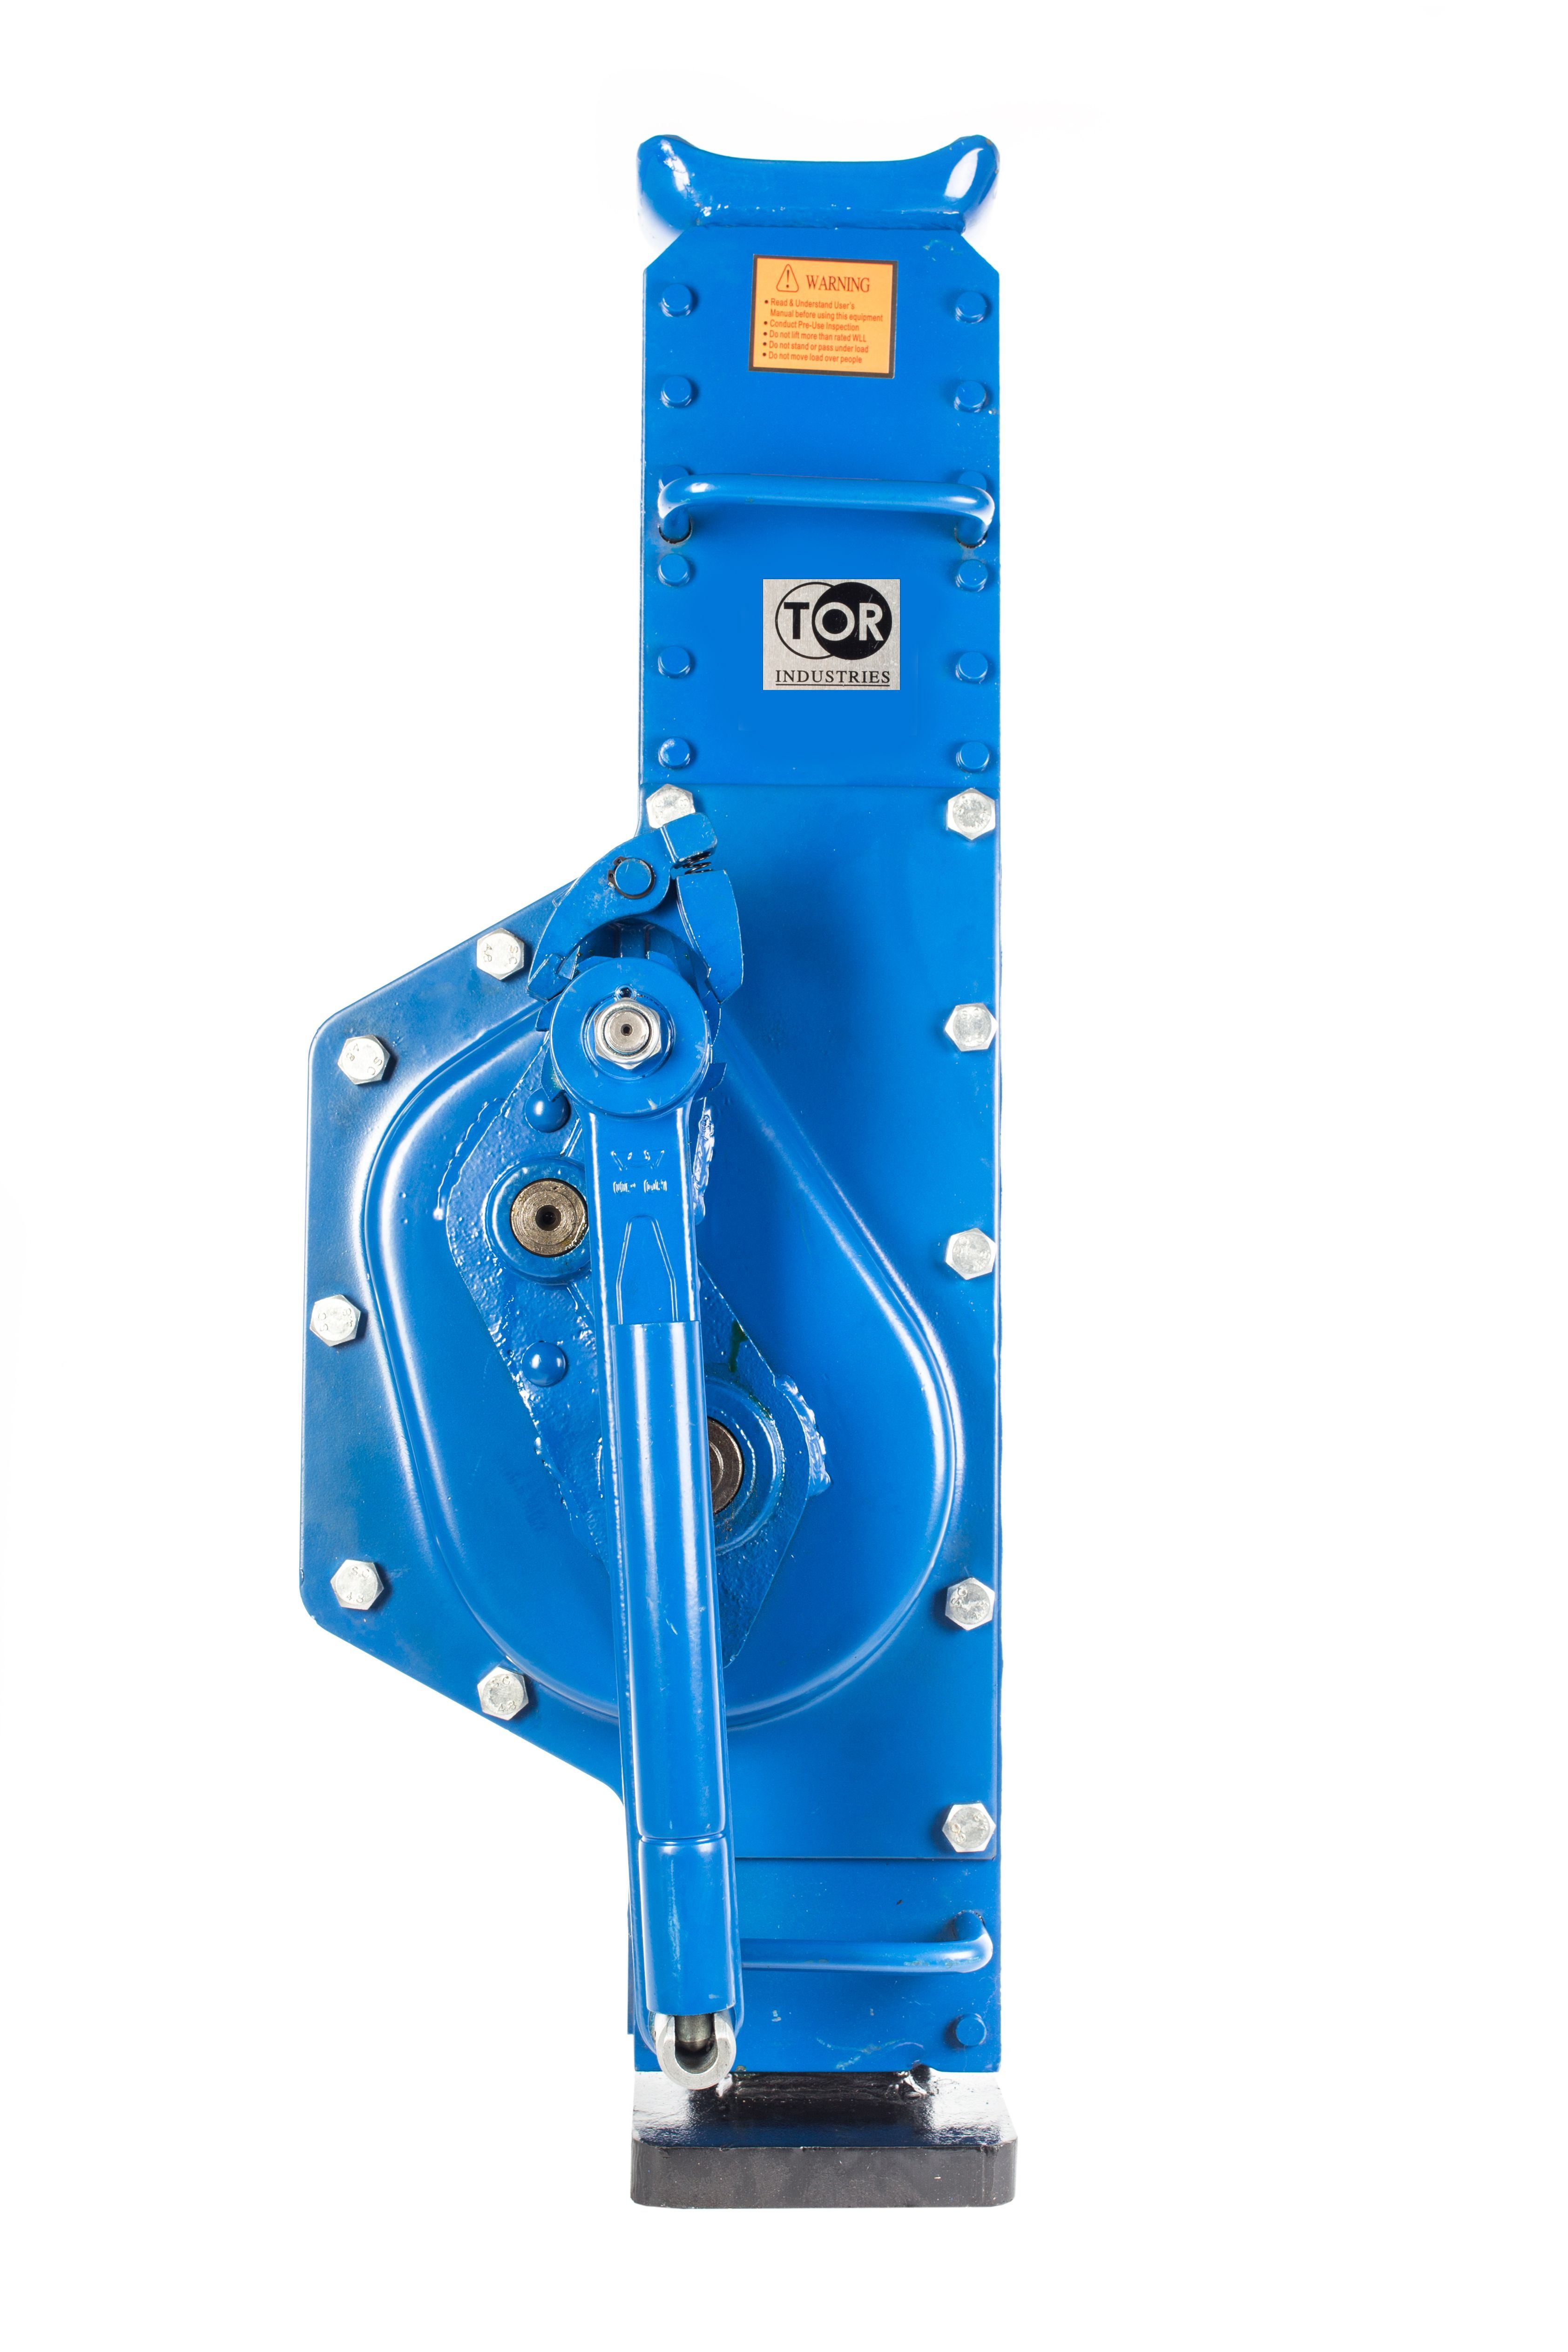 WARNING
• Read & Understand User's
Manual before using this equipment
• Conduct Pre-Use Inspection
• Do not lift more than rated WLL
• Do not stand or pass under load
• Do not move load over people
TOR
INDUSTRIES